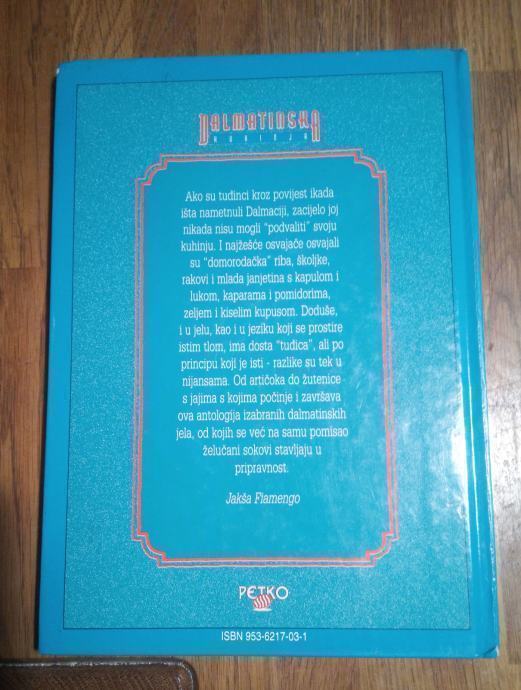 DALMATINSKA
KUHINJA
Ako su tuđinci kroz povijest ikada
išta nametnuli Dalmaciji, zacijelo joj
nikada nisu mogli "podvaliti" svoju
kuhinju. I najžešće osvajače osvajali
su "domorodačka" riba, školjke,
rakovi i mlada janjetina s kapulom i
lukom, kaparama i pomidorima,
zeljem i kiselim kupusom. Doduše,
i u jelu, kao i u jeziku koji se prostire
istim tlom, ima dosta "tuđica", ali po
principu koji je isti - razlike su tek u
nijansama. Od artičoka do žutenice
s jajima s kojima počinje i završava
ova antologija izabranih dalmatinskih
jela, od kojih se već na samu pomisao
želučani sokovi stavljaju u
pripravnost.
Jakša Fiamengo
PETKO
ISBN 953-6217-03-1